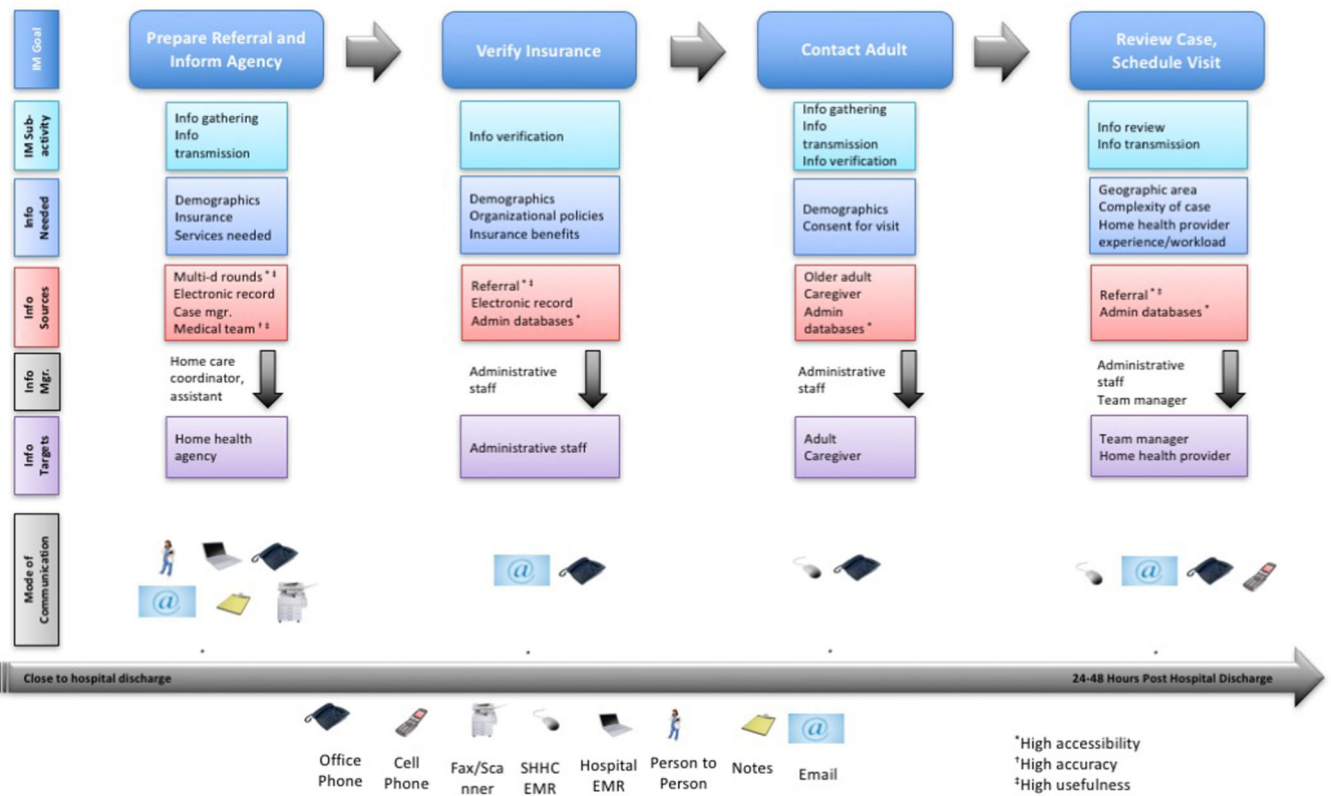 IM Goal
Prepare Referral and
Inform Agency
Verify Insurance
Contact Adult
Review Case,
Schedule Visit
IM Sub-
activity
Info gathering
Info
transmission
Info verification
Info gathering
Info
transmission
Info verification
Info review
Info transmission
Info
Needed
Demographics
Insurance
Services needed
Demographics
Organizational policies
Insurance benefits
Demographics
Consent for visit
Geographic area
Complexity of case
Home health provider
experience/workload
Info
Sources
Multi-d rounds*‡
Electronic record
Case mgr.
Medical team†‡
Referral*‡
Electronic record
Admin databases*
Older adult
Caregiver
Admin
databases*
Referral*‡
Admin databases*
Info
Mgr.
Home care
coordinator,
assistant
Administrative
staff
Administrative
staff
Administrative
staff
Team manager
Info
Targets
Home health
agency
Administrative staff
Adult
Caregiver
Team manager
Home health provider
Mode of
Communication
@
@
@
Close to hospital discharge
24-48 Hours Post Hospital Discharge
@
Office
Phone
Cell
Phone
Fax/Sca
nner
SHHC
EMR
Hospital
EMR
Person to
Person
Notes
Email
*High accessibility
†High accuracy
‡High usefulness